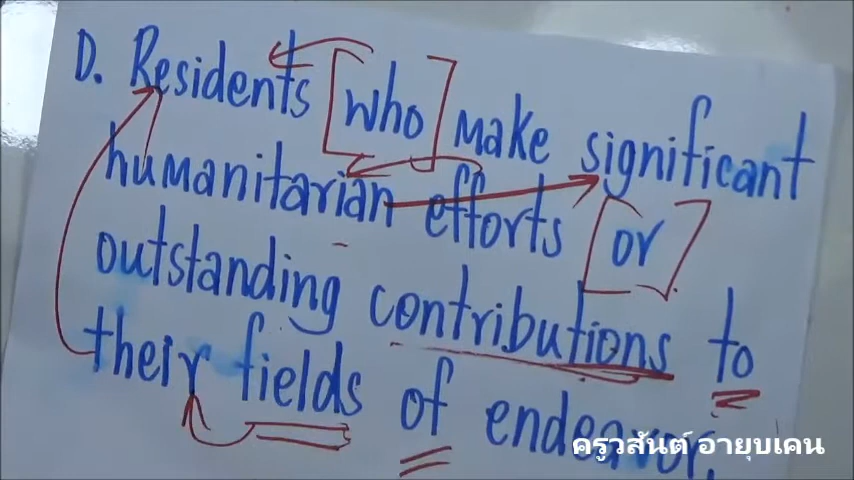 D. Residents [who] make significant
humanitarian efforts [or]
outstanding contributions to
their fields of endeavor.
ครูวสันต์ อายุบเคน